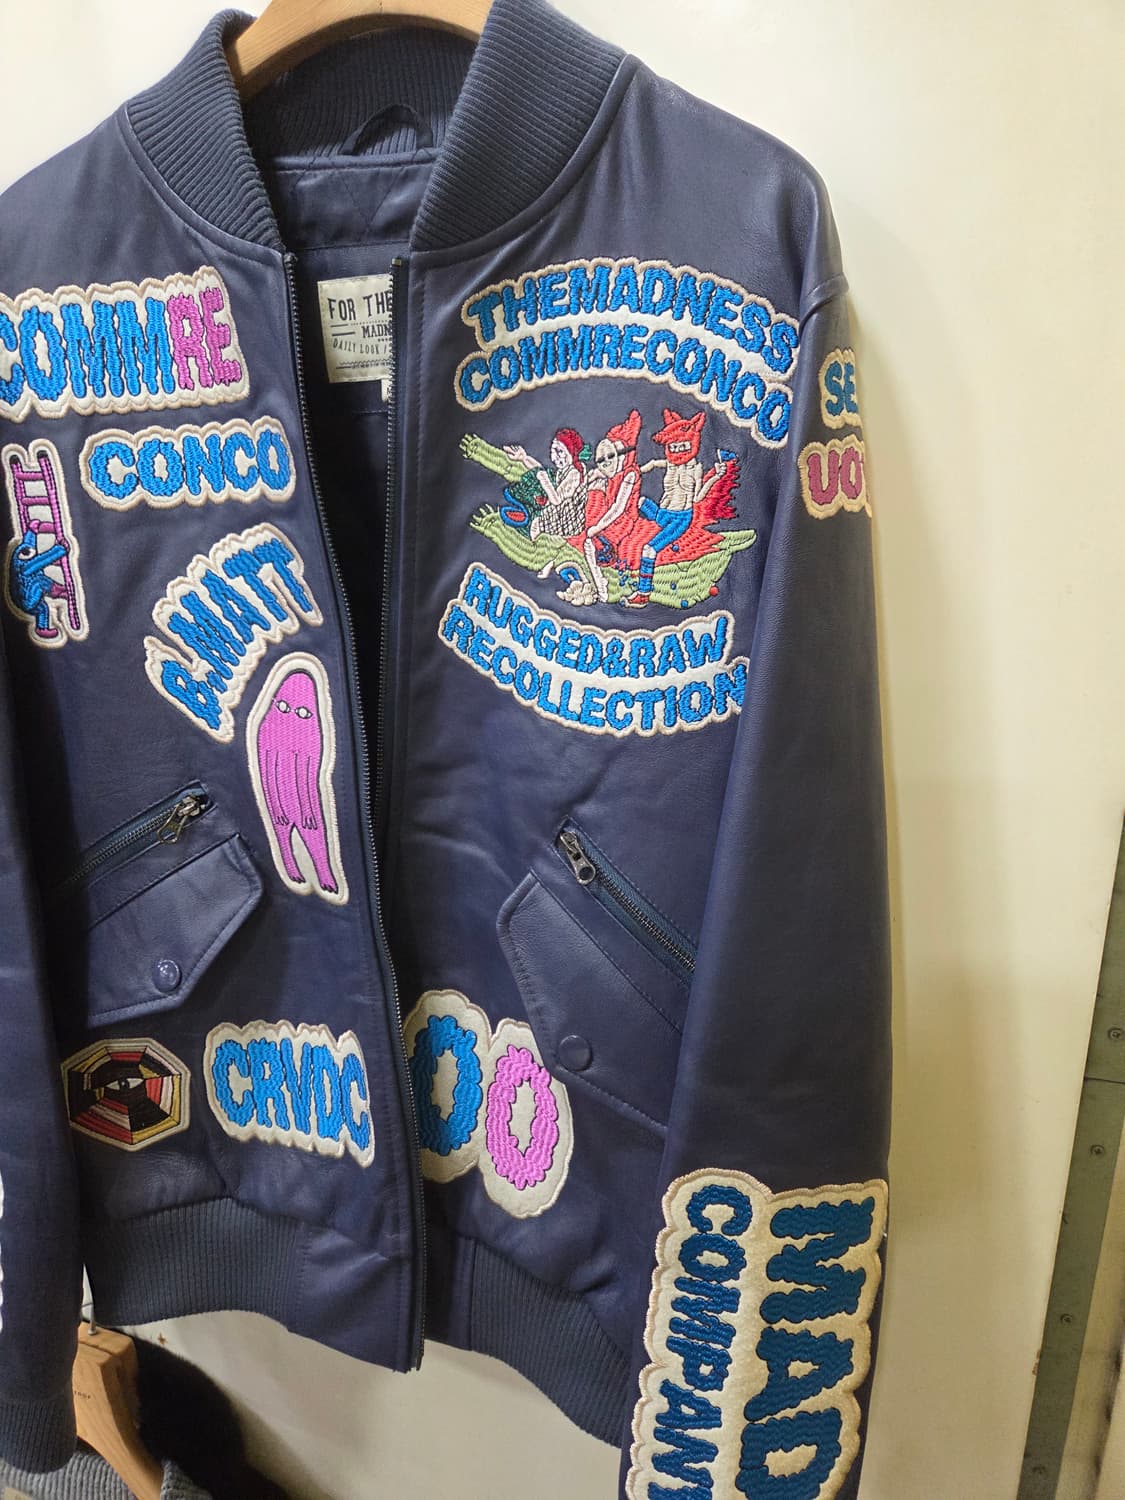 COMMRE
CONCO
B.MATT
CRVDC
FOR THE
MADN
DAILY LOOK /
THEMADNESS
COMMRECONCO
RUGGED&RAW
RECOLLECTION
OO
SE
UO
MAD
COMPANY